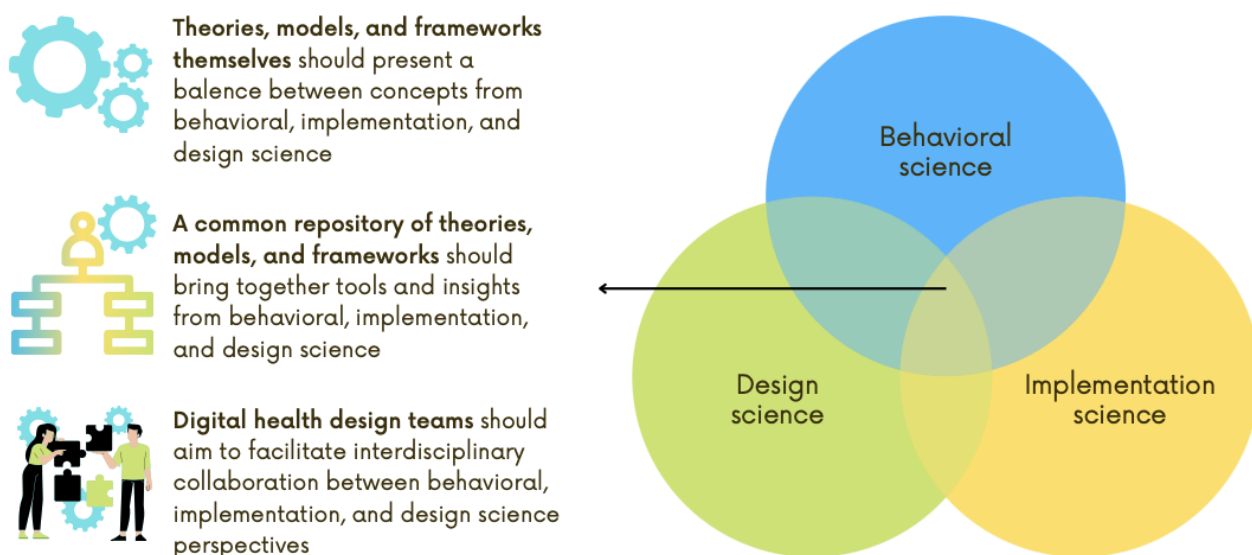 Theories, models, and frameworks
themselves should present a
balence between concepts from
behavioral, implementation, and
design science
A common repository of theories,
models, and frameworks should
bring together tools and insights
from behavioral, implementation,
and design science
Digital health design teams should
aim to facilitate interdisciplinary
collaboration between behavioral,
implementation, and design science
perspectives
Behavioral
science
Design
science
Implementation
science